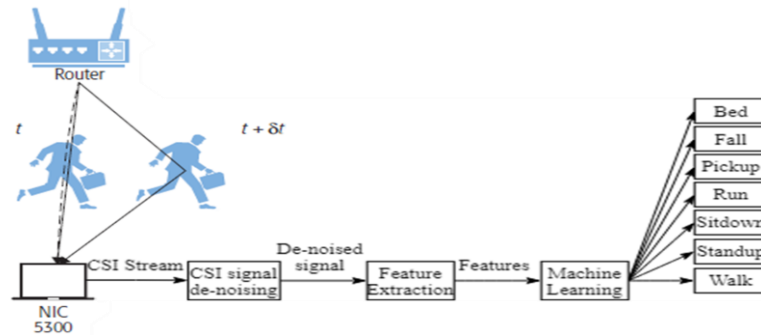 Router
t
t + δt
NIC
5300
CSI Stream
CSI signal
de-noising
De-noised
signal
Feature
Extraction
Features
Machine
Learning
Bed
Fall
Pickup
Run
Sitdown
Standup
Walk